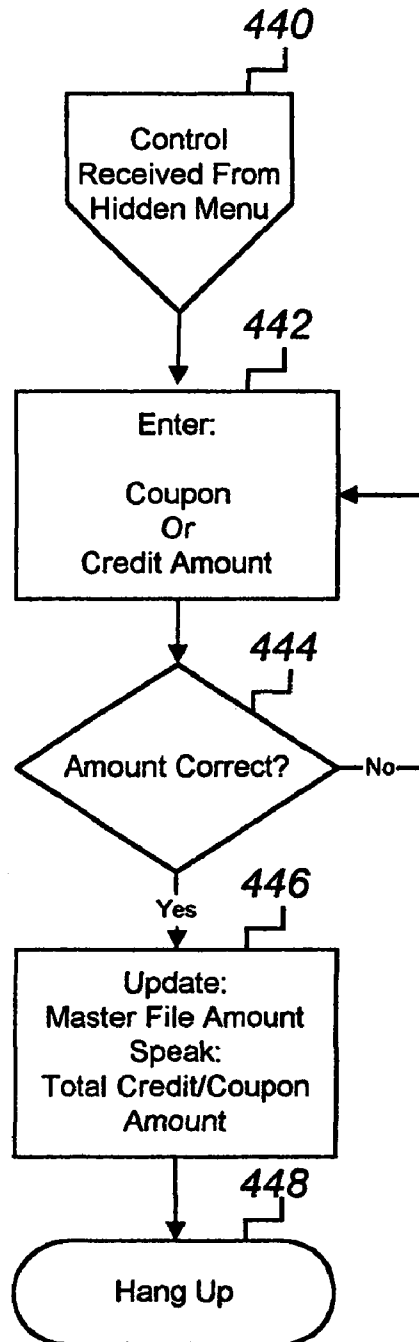 440
Control
Received From
Hidden Menu
442
Enter:
Coupon
Or
Credit Amount
444
Amount Correct?
No
Yes
446
Update:
Master File Amount
Speak:
Total Credit/Coupon
Amount
448
Hang Up